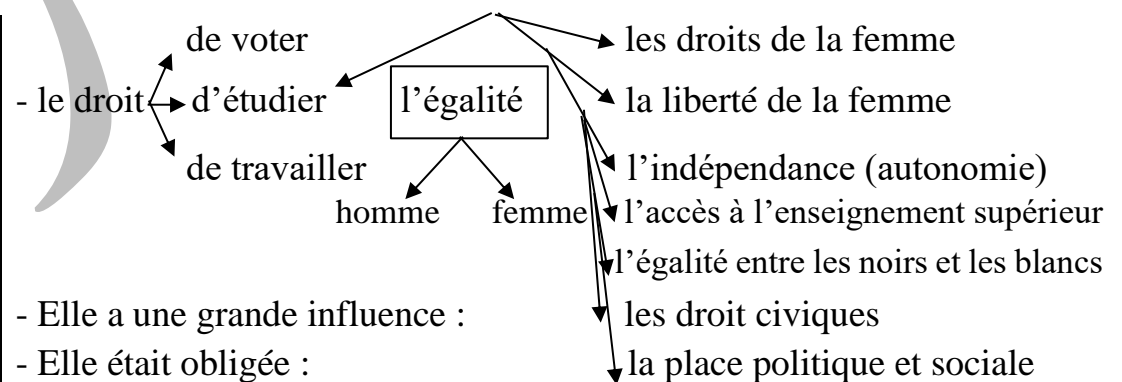 de voter
les droits de la femme
- le droit d’étudier
l’égalité
la liberté de la femme
de travailler
l’indépendance (autonomie)
homme femme
l’accès à l’enseignement supérieur
l’égalité entre les noirs et les blancs
- Elle a une grande influence :
les droit civiques
- Elle était obligée :
la place politique et sociale